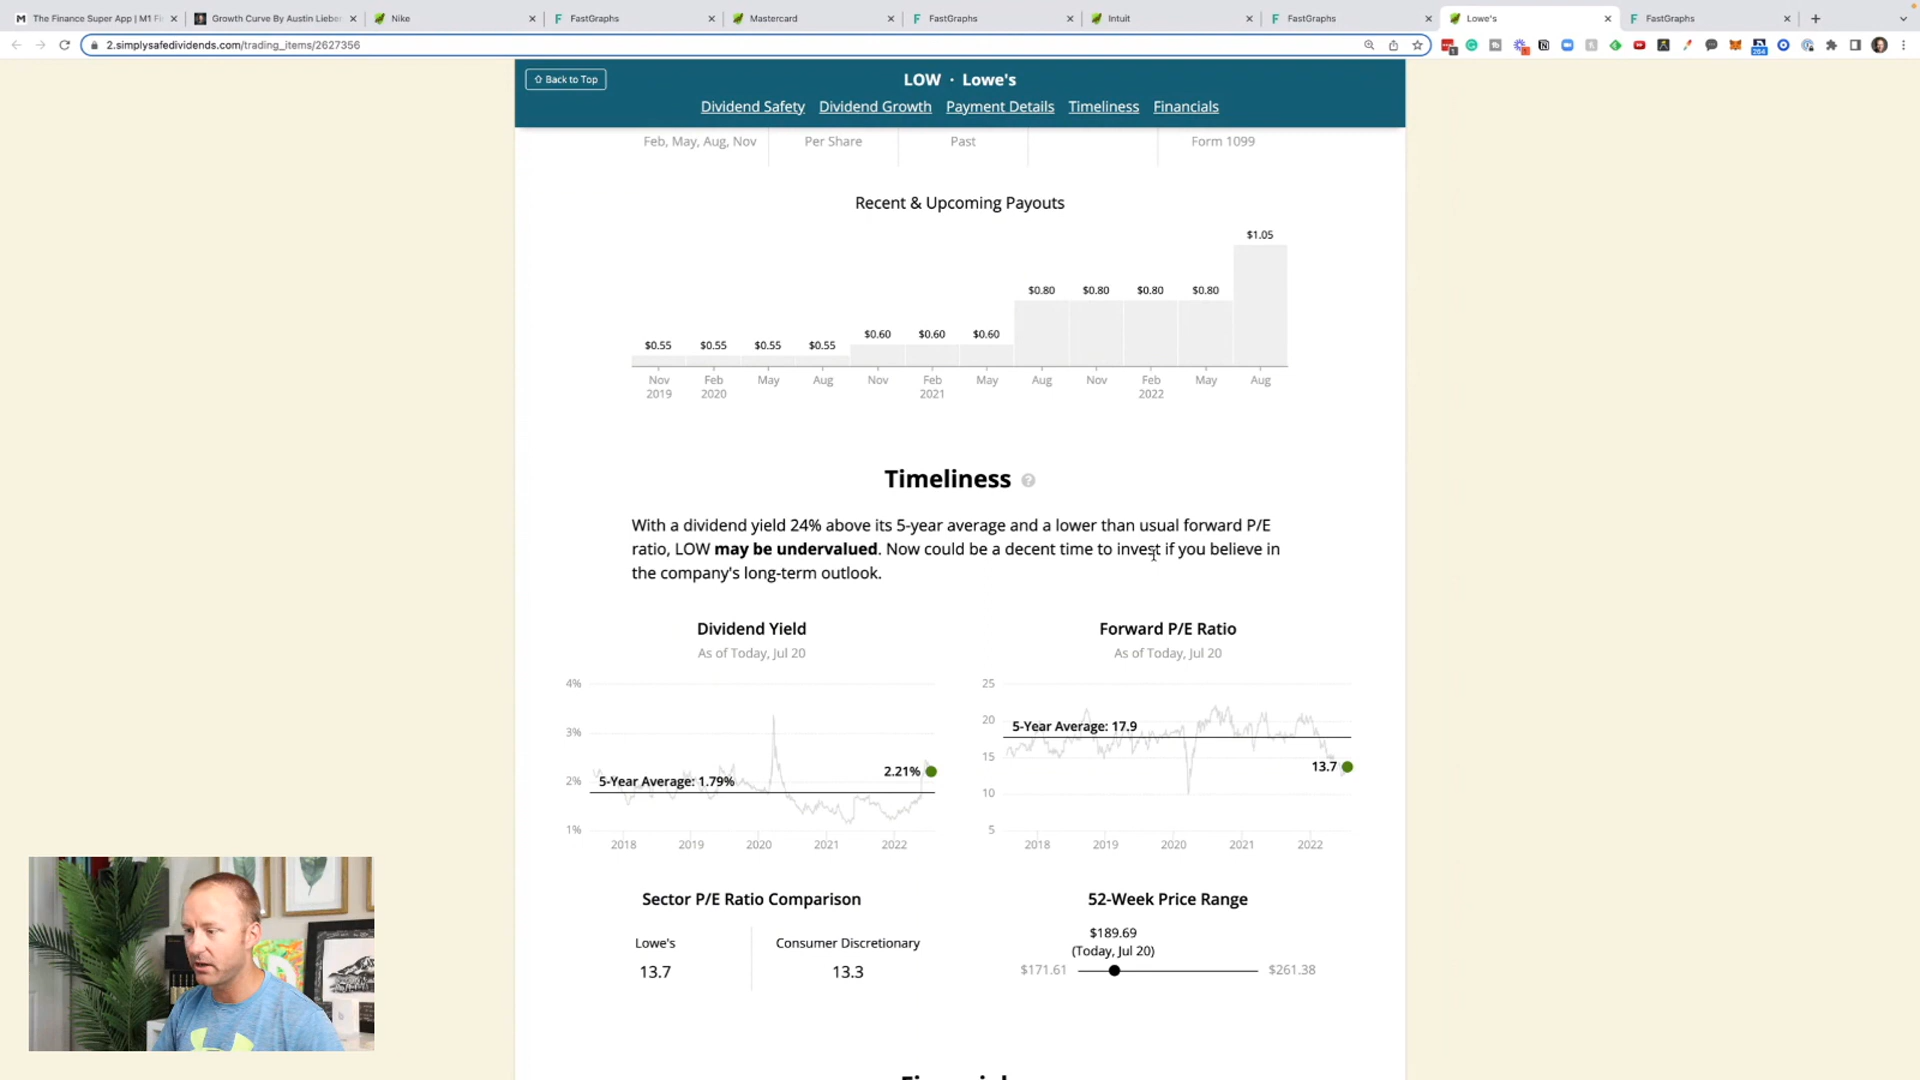 The Finance Super App | M1 Fi
Growth Curve By Austin Lieber
Nike
FastGraphs
Mastercard
FastGraphs
Intuit
FastGraphs
Lowe's
FastGraphs
2.simplysafedividends.com/trading_items/2627356
Back to Top
LOW · Lowe's
Dividend Safety Dividend Growth Payment Details Timeliness Financials
Feb, May, Aug, Nov Per Share Past Form 1099
Recent & Upcoming Payouts
$1.05
$0.80 $0.80 $0.80 $0.80
$0.60 $0.60 $0.60
$0.55 $0.55 $0.55 $0.55
Nov Feb May Aug Nov Feb May Aug Nov Feb May Aug
2019 2020 2021 2022
Timeliness ?
With a dividend yield 24% above its 5-year average and a lower than usual forward P/E
ratio, LOW may be undervalued. Now could be a decent time to invest if you believe in
the company's long-term outlook.
Dividend Yield
As of Today, Jul 20
4%
3%
2%
1%
5-Year Average: 1.79%
2.21%
2018 2019 2020 2021 2022
Forward P/E Ratio
As of Today, Jul 20
25
20
15
10
5
5-Year Average: 17.9
13.7
2018 2019 2020 2021 2022
Sector P/E Ratio Comparison
Lowe's Consumer Discretionary
13.7 13.3
52-Week Price Range
$189.69
(Today, Jul 20)
$171.61 $261.38